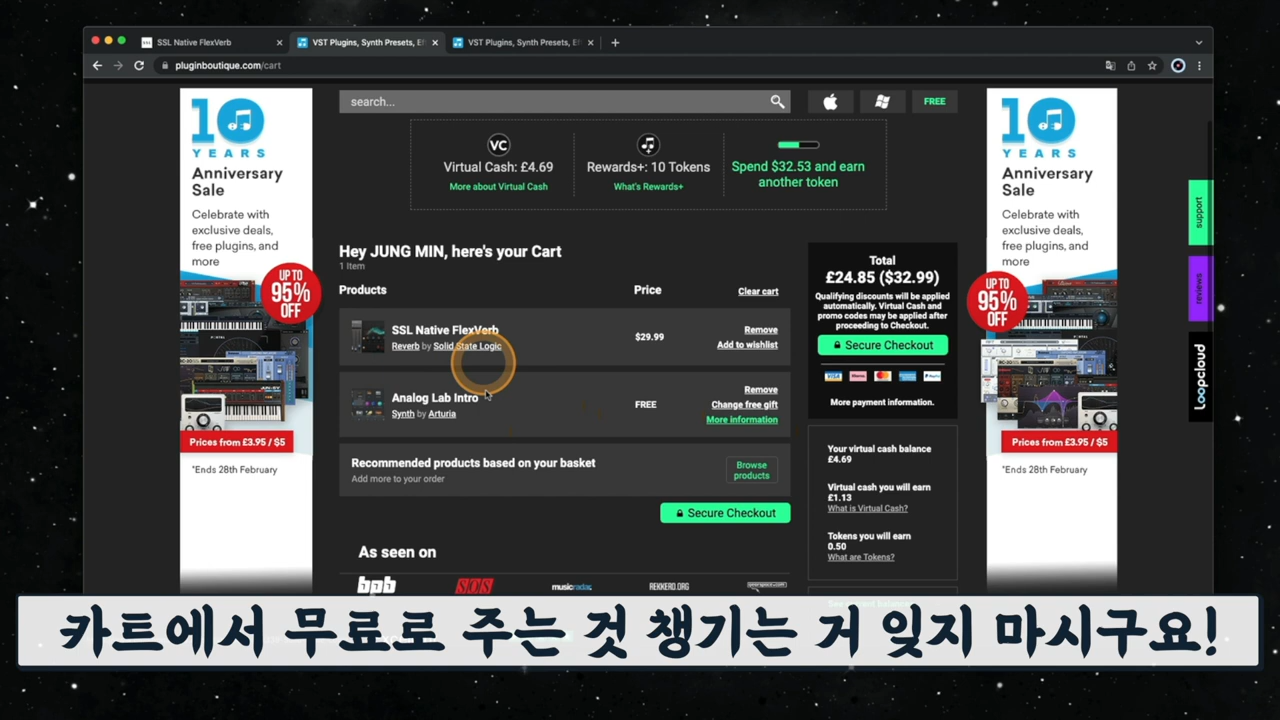 SSL Native FlexVerb
VST Plugins, Synth Presets, Ef
VST Plugins, Synth Presets, Ef
pluginboutique.com/cart
10
YEARS
Anniversary
Sale
Celebrate with
exclusive deals,
free plugins, and
more
UP TO
95%
OFF
Prices from £3.95 / $5
*Ends 28th February
search...
FREE
VC
Virtual Cash: £4.69
More about Virtual Cash
Rewards+: 10 Tokens
What's Rewards+
Spend $32.53 and earn
another token
Hey JUNG MIN, here's your Cart
1 Item
Products
Price
Clear cart
SSL Native FlexVerb
Reverb by Solid State Logic
$29.99
Remove
Add to wishlist
Analog Lab Intro
Synth by Arturia
FREE
Remove
Change free gift
More information
Recommended products based on your basket
Add more to your order
Browse
products
Secure Checkout
As seen on
bpb
SOS
musicradar.
REKKERD.ORG
Total
£24.85 ($32.99)
Qualifying discounts will be applied
automatically. Virtual Cash and
promo codes may be applied after
proceeding to Checkout.
Secure Checkout
VISA
Klarna.
PayPal
More payment information.
Your virtual cash balance
£4.69
Virtual cash you will earn
£1.13
What is Virtual Cash?
Tokens you will earn
0.50
What are Tokens?
10
YEARS
Anniversary
Sale
Celebrate with
exclusive deals,
free plugins, and
more
UP TO
95%
OFF
Prices from £3.95 / $5
*Ends 28th February
support
reviews
loopcloud
카트에서 무료로 주는 것 챙기는 거 잊지 마시구요!